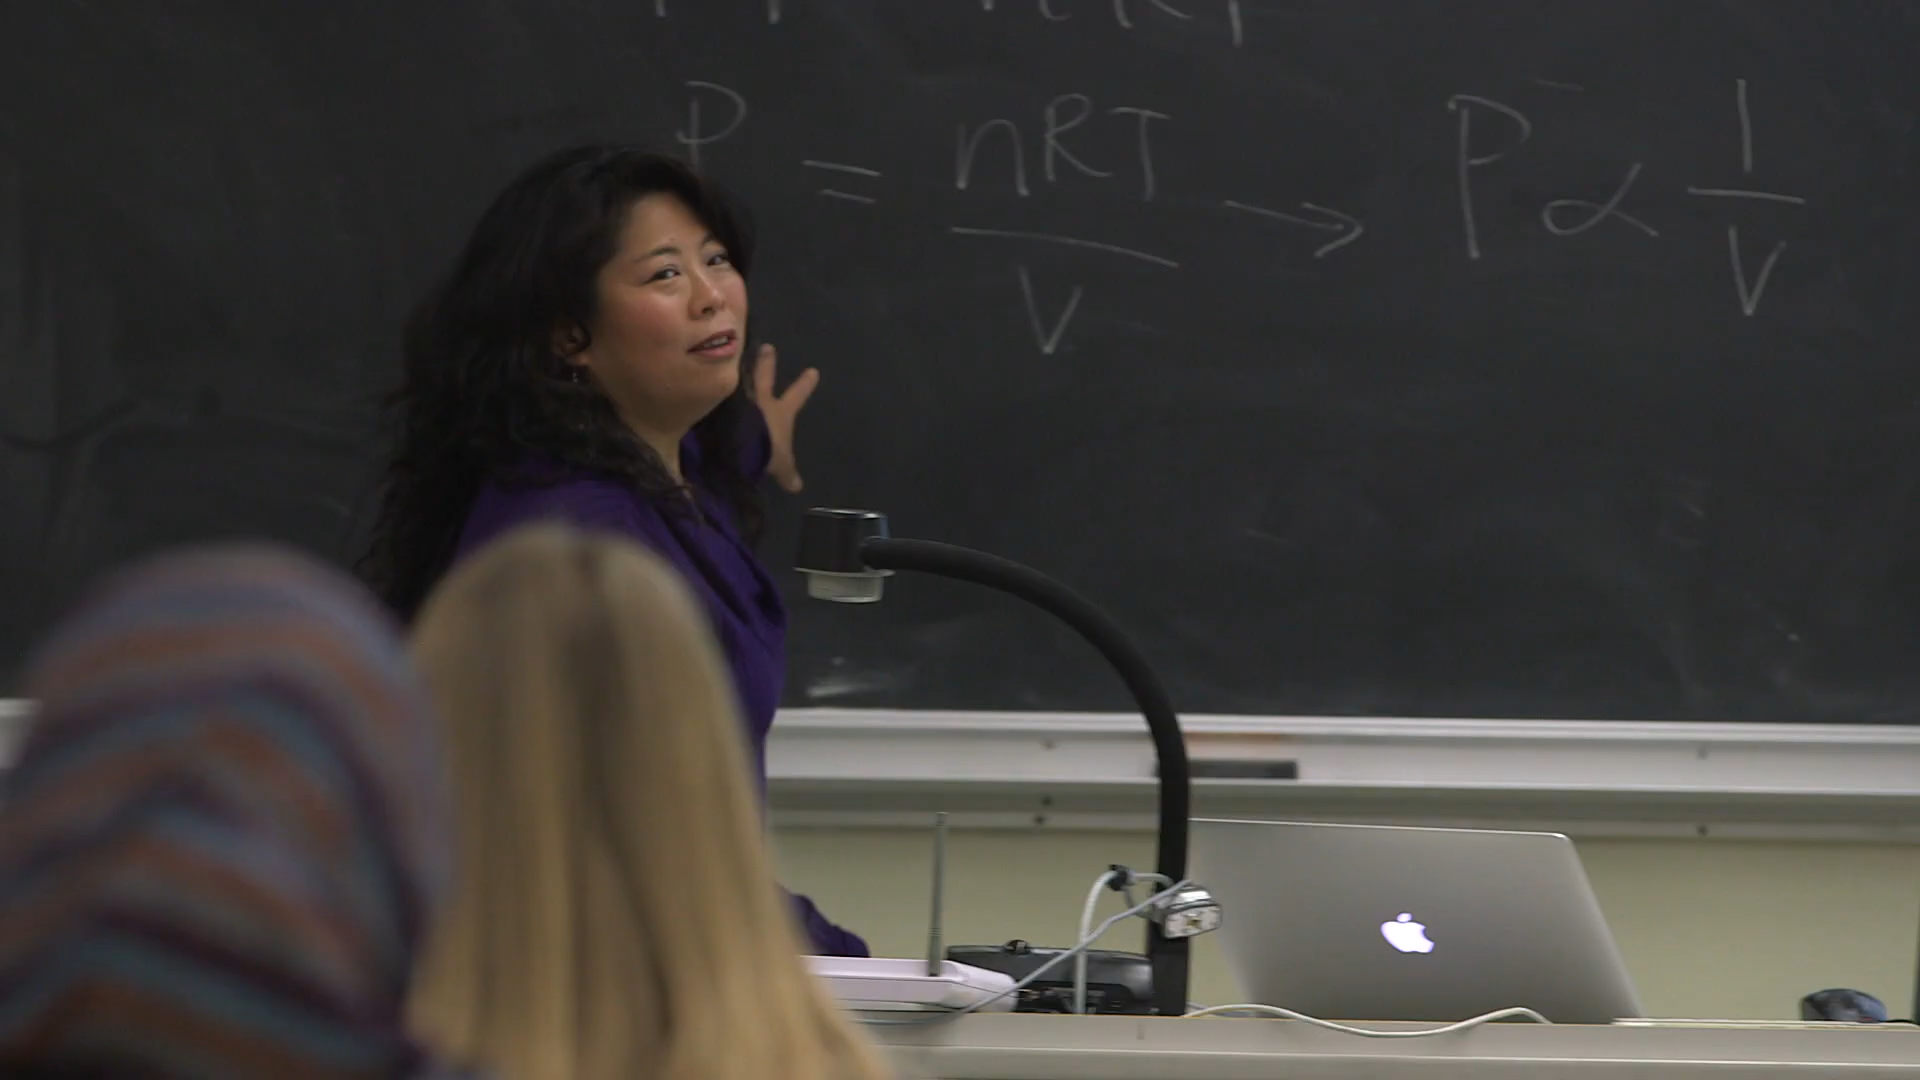 P = nRT/V → P ∝ 1/V